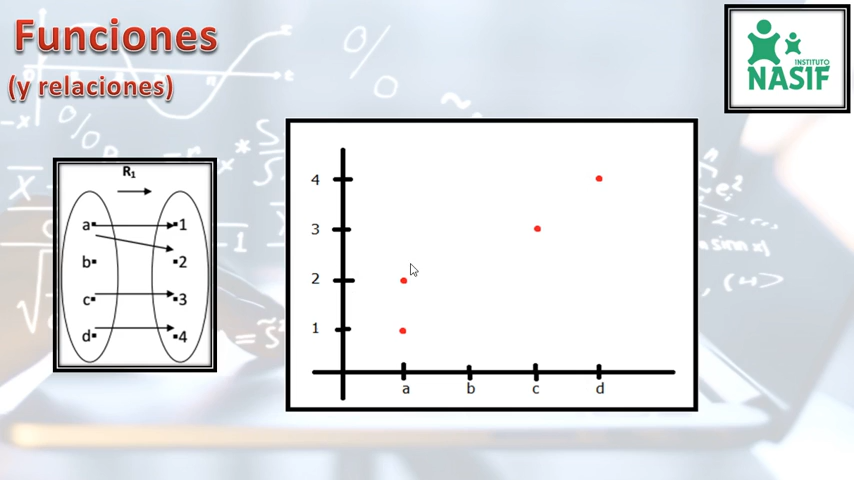 Funciones
(y relaciones)
INSTITUTO
NASIF
R₁
a 1
b 2
c 3
d 4
4
3
2
1
a b c d